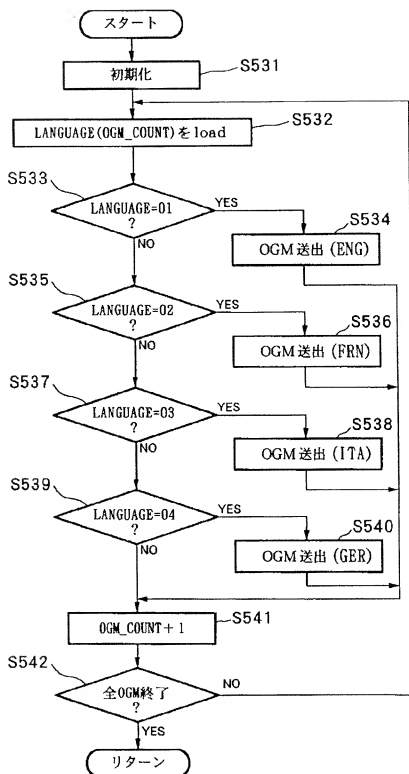 スタート
初期化
S531
LANGUAGE(OGM_COUNT)をload
S532
S533
LANGUAGE=01
?
YES
NO
S534
OGM送出(ENG)
S535
LANGUAGE=02
?
YES
NO
S536
OGM送出(FRN)
S537
LANGUAGE=03
?
YES
NO
S538
OGM送出(ITA)
S539
LANGUAGE=04
?
YES
NO
S540
OGM送出(GER)
OGM_COUNT+1
S541
S542
全OGM終了
?
NO
YES
リターン